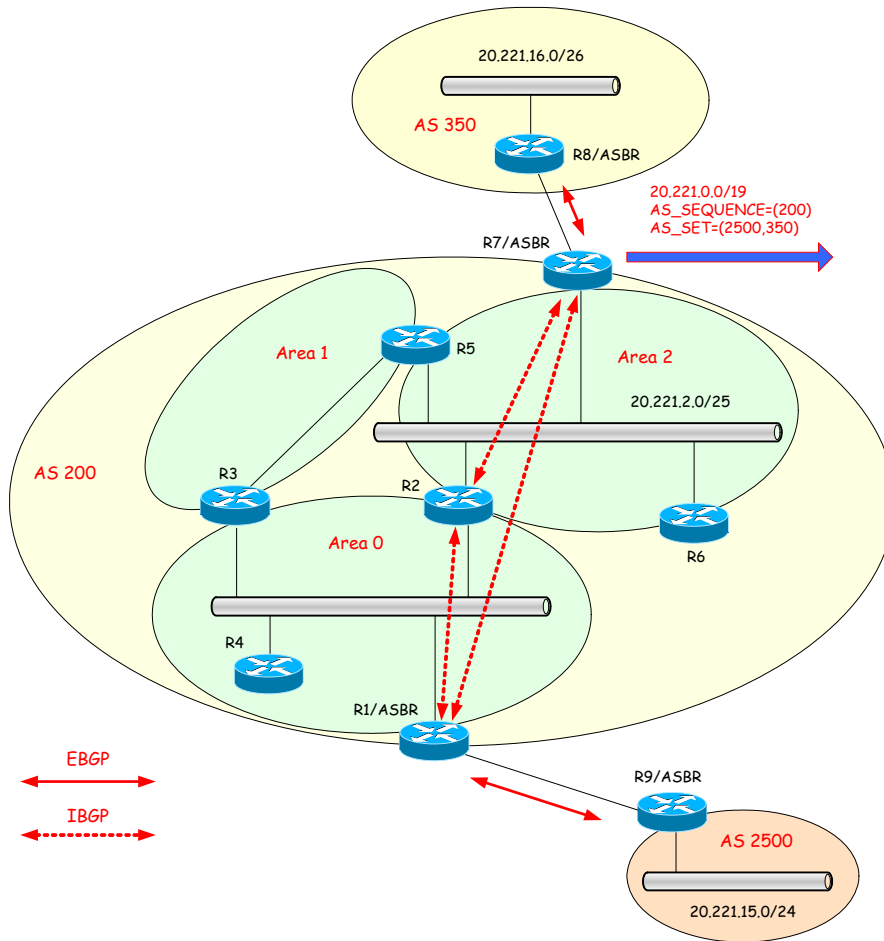 20.221.16.0/26
AS 350
R8/ASBR
20.221.0.0/19
AS_SEQUENCE=(200)
AS_SET=(2500,350)
R7/ASBR
Area 1
R5
Area 2
20.221.2.0/25
AS 200
R3
R2
R6
Area 0
R4
R1/ASBR
EBGP
R9/ASBR
IBGP
AS 2500
20.221.15.0/24